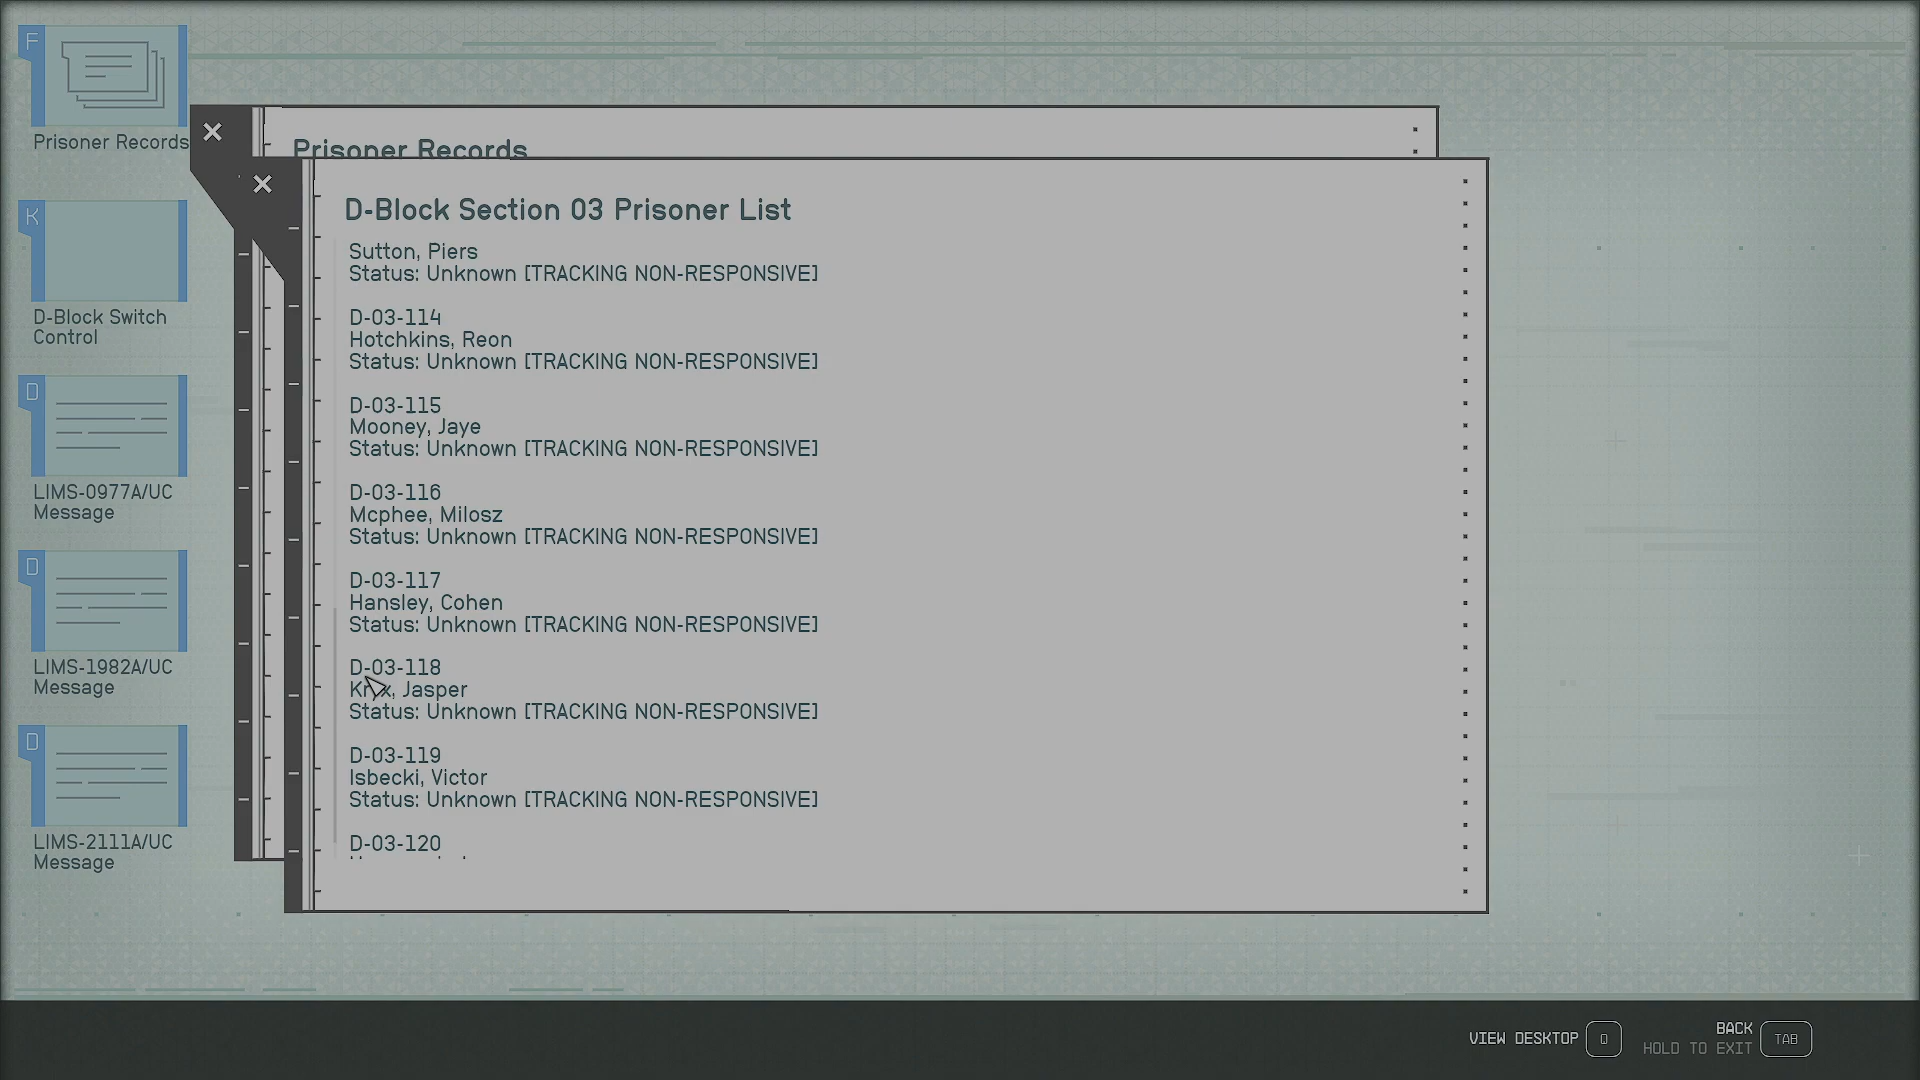 F
Prisoner Records
K
D-Block Switch
Control
D
LIMS-0977A/UC
Message
D
LIMS-1982A/UC
Message
D
LIMS-2111A/UC
Message
Prisoner Records
D-Block Section 03 Prisoner List
Sutton, Piers
Status: Unknown [TRACKING NON-RESPONSIVE]
D-03-114
Hotchkins, Reon
Status: Unknown [TRACKING NON-RESPONSIVE]
D-03-115
Mooney, Jaye
Status: Unknown [TRACKING NON-RESPONSIVE]
D-03-116
Mcphee, Milosz
Status: Unknown [TRACKING NON-RESPONSIVE]
D-03-117
Hansley, Cohen
Status: Unknown [TRACKING NON-RESPONSIVE]
D-03-118
Jasper
Status: Unknown [TRACKING NON-RESPONSIVE]
D-03-119
Isbecki, Victor
Status: Unknown [TRACKING NON-RESPONSIVE]
D-03-120
VIEW DESKTOP Q
BACK TAB
HOLD TO EXIT